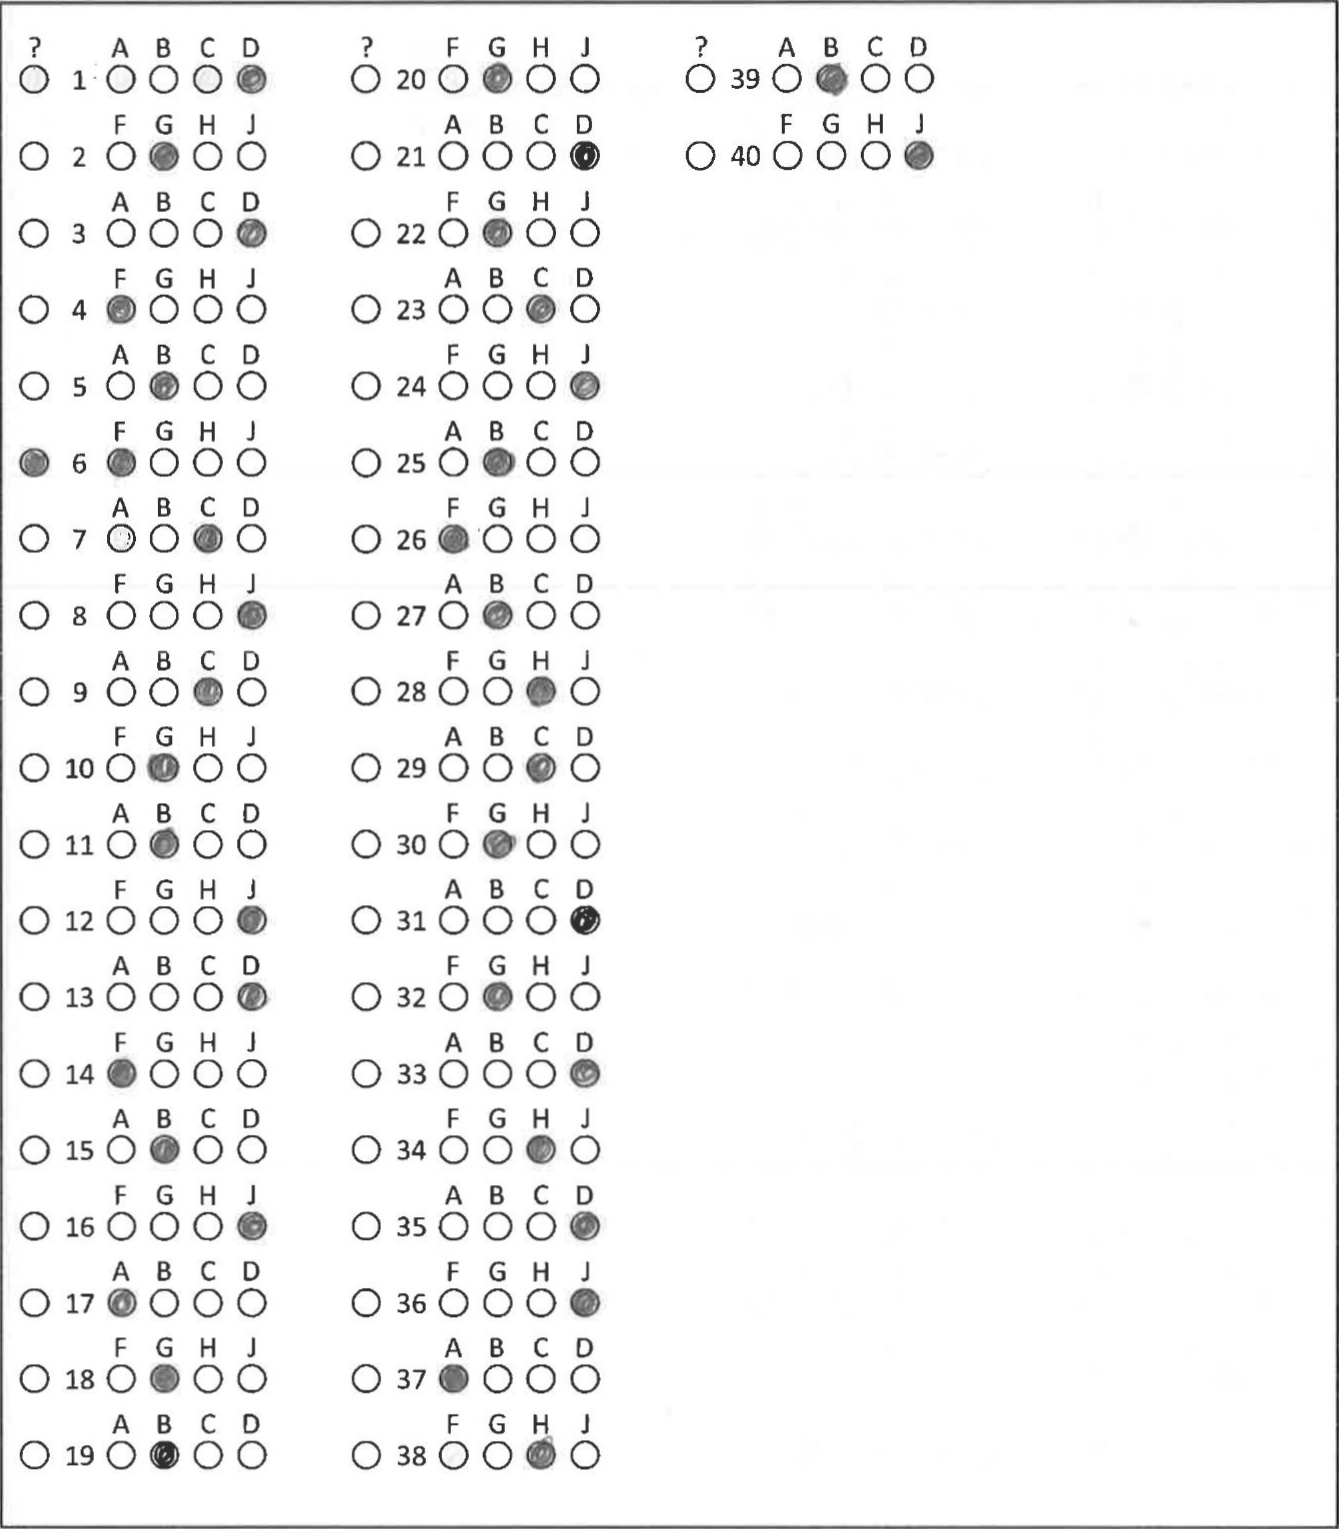 ? A B C D
1
F G H J
2
A B C D
3
F G H J
4
A B C D
5
F G H J
6
A B C D
7
F G H J
8
A B C D
9
F G H J
10
A B C D
11
F G H J
12
A B C D
13
F G H J
14
A B C D
15
F G H J
16
A B C D
17
F G H J
18
A B C D
19
? F G H J
20
A B C D
21
F G H J
22
A B C D
23
F G H J
24
A B C D
25
F G H J
26
A B C D
27
F G H J
28
A B C D
29
F G H J
30
A B C D
31
F G H J
32
A B C D
33
F G H J
34
A B C D
35
F G H J
36
A B C D
37
F G H J
38
? A B C D
39
F G H J
40